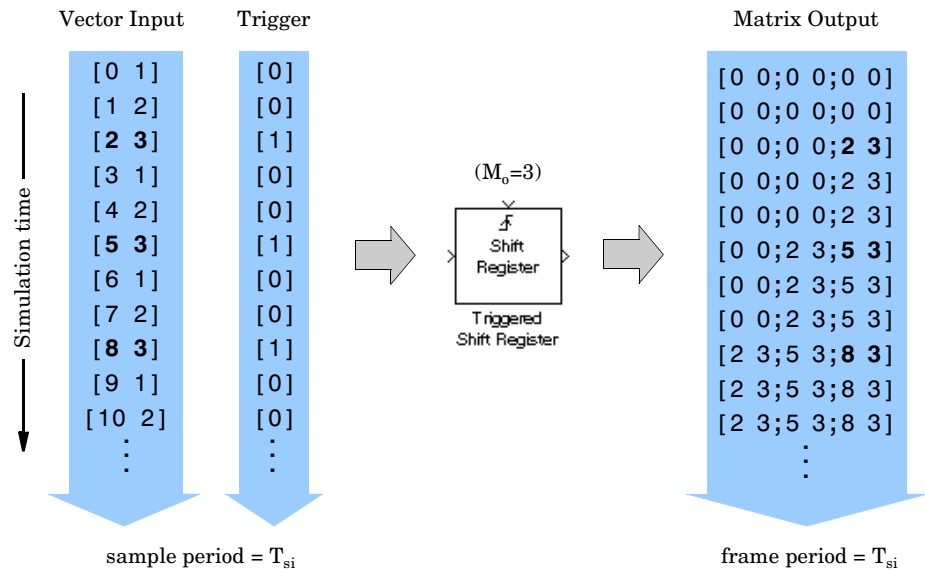 Vector Input
Trigger
Matrix Output
Simulation time
[0 1]
[1 2]
[2 3]
[3 1]
[4 2]
[5 3]
[6 1]
[7 2]
[8 3]
[9 1]
[10 2]
[0]
[0]
[1]
[0]
[0]
[1]
[0]
[0]
[1]
[0]
[0]
(Mo=3)
Shift
Register
Triggered
Shift Register
[0 0;0 0;0 0]
[0 0;0 0;0 0]
[0 0;0 0;2 3]
[0 0;0 0;2 3]
[0 0;0 0;2 3]
[0 0;2 3;5 3]
[0 0;2 3;5 3]
[0 0;2 3;5 3]
[2 3;5 3;8 3]
[2 3;5 3;8 3]
[2 3;5 3;8 3]
sample period = Tsi
frame period = Tsi